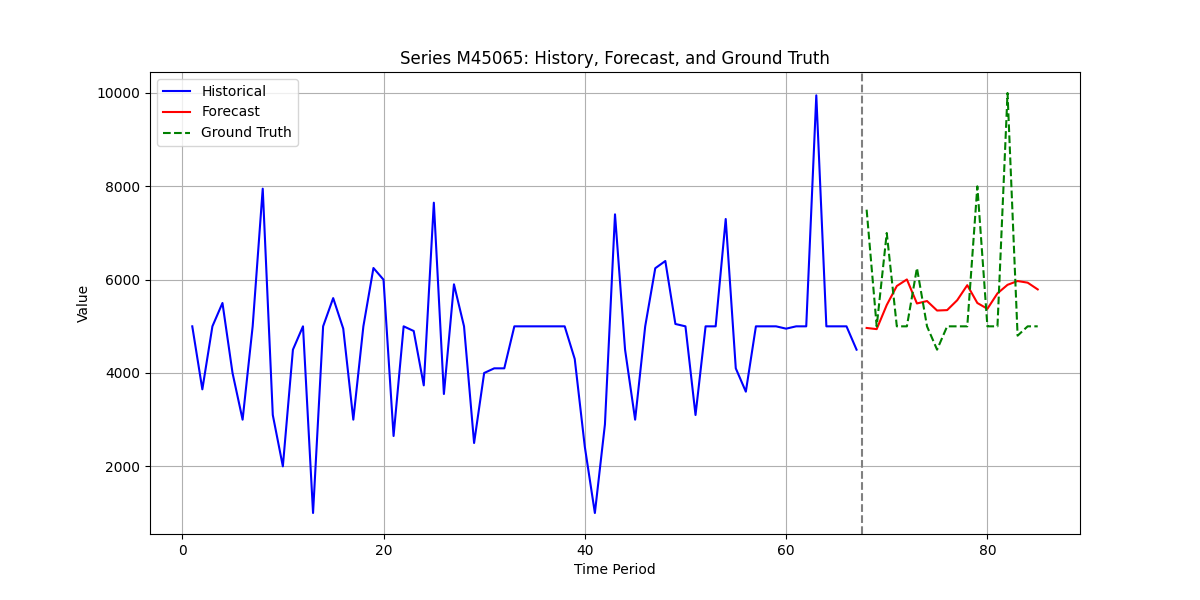 Series M45065: History, Forecast, and Ground Truth
Historical
Forecast
Ground Truth
10000
8000
6000
4000
2000
Value
0 20 40 60 80
Time Period